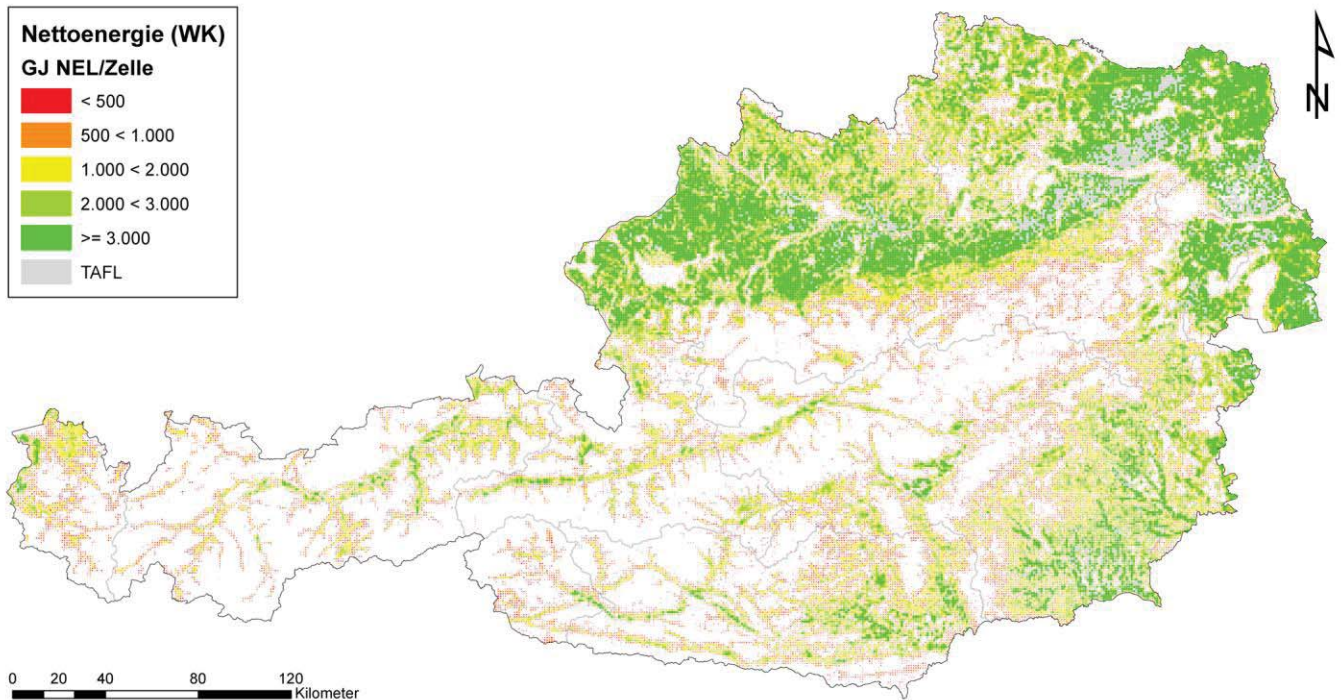 Nettoenergie (WK)
GJ NEL/Zelle
< 500
500 < 1.000
1.000 < 2.000
2.000 < 3.000
>= 3.000
TAFL
N
0 20 40 80 120
Kilometer